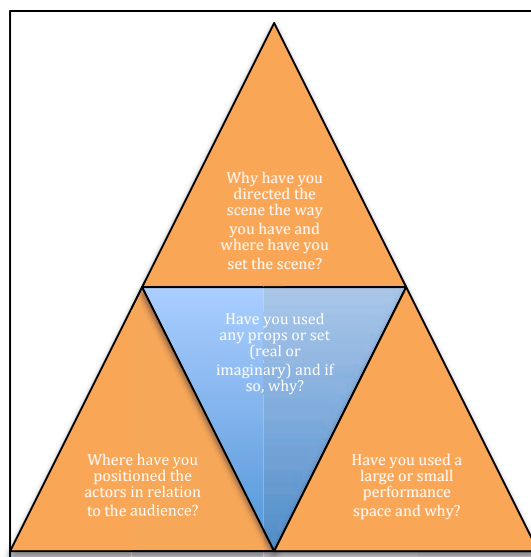 Why have you
directed the
scene the way
you have and
where have you
set the scene?
Have you used
any props or set
(real or
imaginary) and if
so, why?
Where have you
positioned the
actors in relation
to the audience?
Have you used a
large or small
performance
space and why?